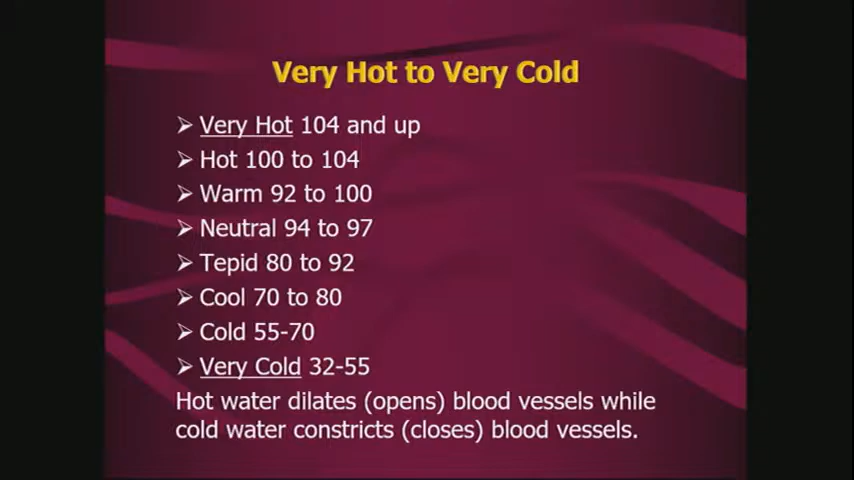 Very Hot to Very Cold
➢ Very Hot 104 and up
➢ Hot 100 to 104
➢ Warm 92 to 100
➢ Neutral 94 to 97
➢ Tepid 80 to 92
➢ Cool 70 to 80
➢ Cold 55-70
➢ Very Cold 32-55
Hot water dilates (opens) blood vessels while
cold water constricts (closes) blood vessels.